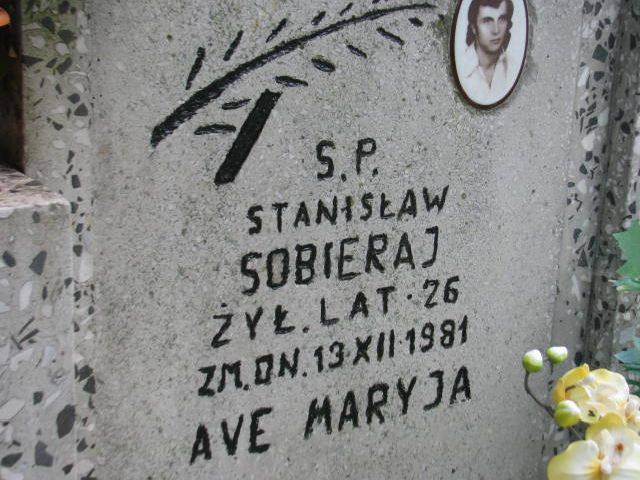 S.P.
STANISŁAW
SOBIERAJ
ŻYŁ. LAT. 26
ZM. DN. 13 XII 1981
AVE MARYJA